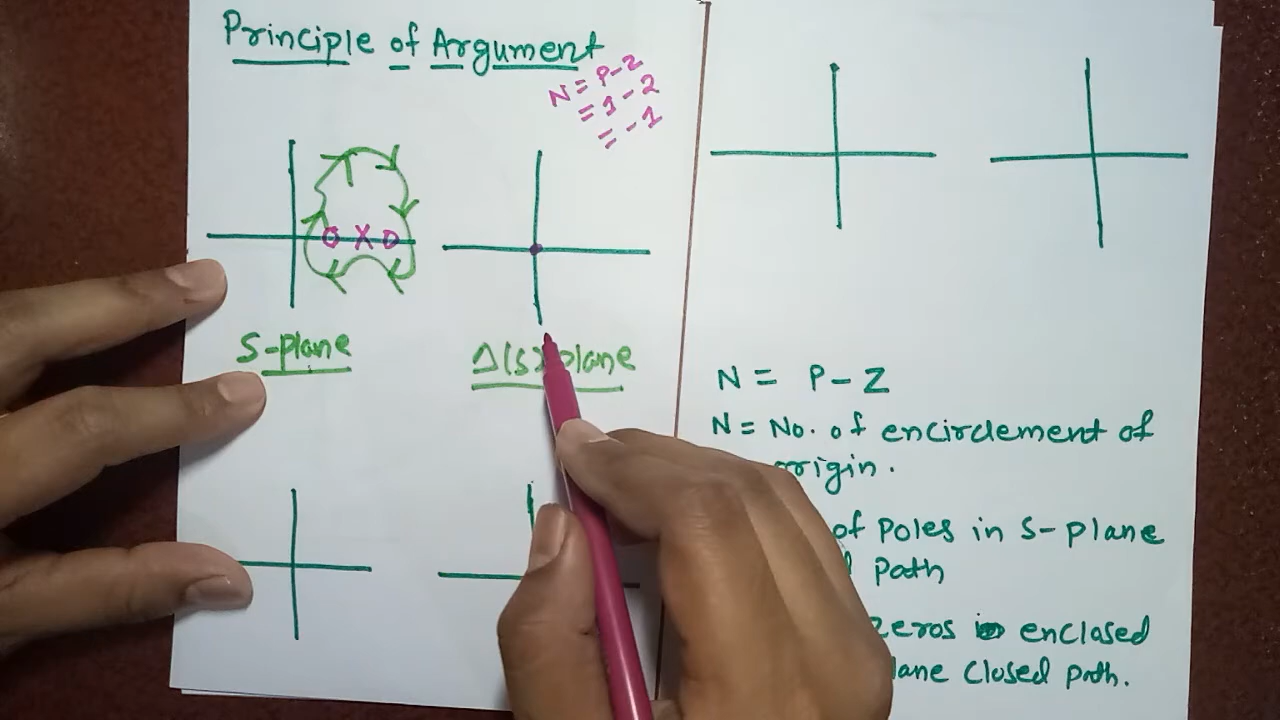 Principle of Argument
N = P-Z
= 1-2
= -1
S-plane
Δ(s) plane
N = P-Z
N = No. of encirclement of
origin.
of Poles in S-plane
Path
zeros enclosed
closed path.